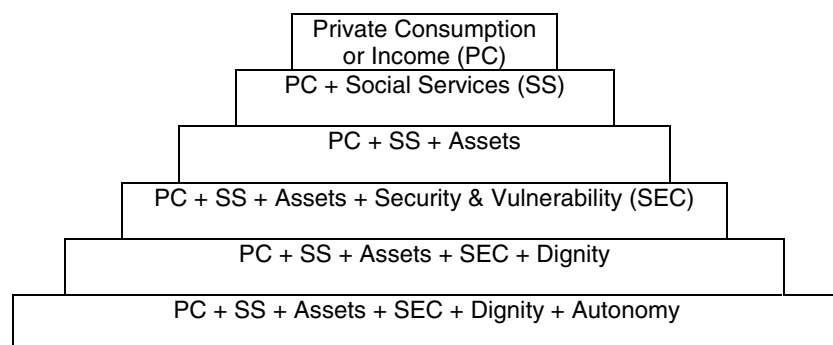 Private Consumption
or Income (PC)
PC + Social Services (SS)
PC + SS + Assets
PC + SS + Assets + Security & Vulnerability (SEC)
PC + SS + Assets + SEC + Dignity
PC + SS + Assets + SEC + Dignity + Autonomy